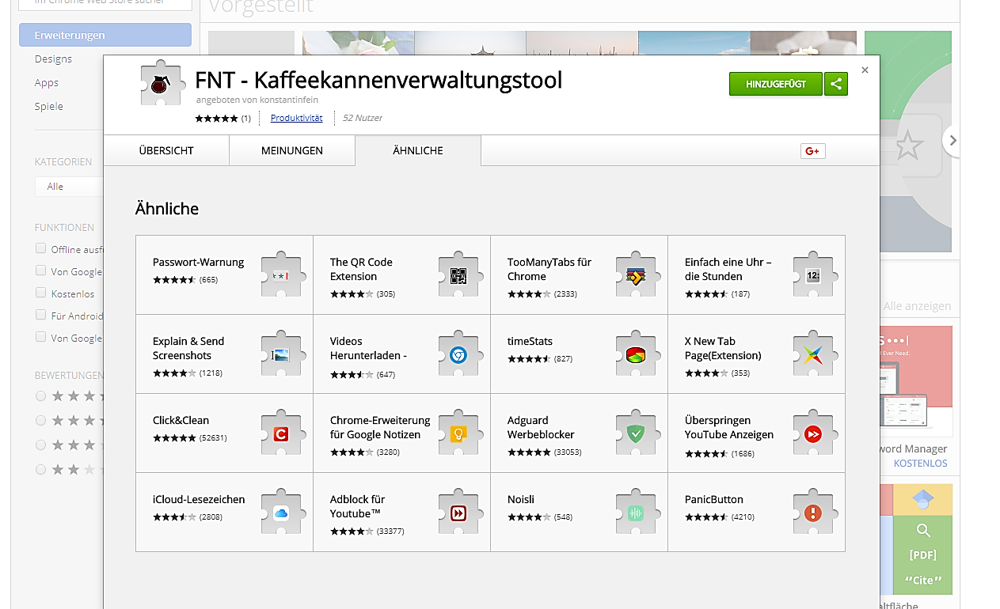 Im Chrome Web Store sucher
Vorgestellt
Erweiterungen
Designs
Apps
Spiele
KATEGORIEN
Alle
FUNKTIONEN
Offline ausf
Von Google
Kostenlos
Für Android
Von Google
BEWERTUNGEN
FNT - Kaffeekannenverwaltungstool
angeboten von konstantinfein
★★★★★ (1)
Produktivität
52 Nutzer
HINZUGEFÜGT
ÜBERSICHT
MEINUNGEN
ÄHNLICHE
G+
Ähnliche
Passwort-Warnung
(665)
The QR Code
Extension
(305)
TooManyTabs für
Chrome
(2333)
Einfach eine Uhr –
die Stunden
(187)
12:
Explain & Send
Screenshots
(1218)
Videos
Herunterladen -
(647)
timeStats
(827)
X New Tab
Page(Extension)
(353)
Click&Clean
(52631)
Chrome-Erweiterung
für Google Notizen
(3280)
Adguard
Werbeblocker
(33053)
Überspringen
YouTube Anzeigen
(1686)
iCloud-Lesezeichen
(2808)
Adblock für
Youtube™
(33377)
Noisli
(548)
PanicButton
(4210)
Alle anzeigen
Ever Need.
word Manager
KOSTENLOS
[PDF]
“Cite”
altfläche